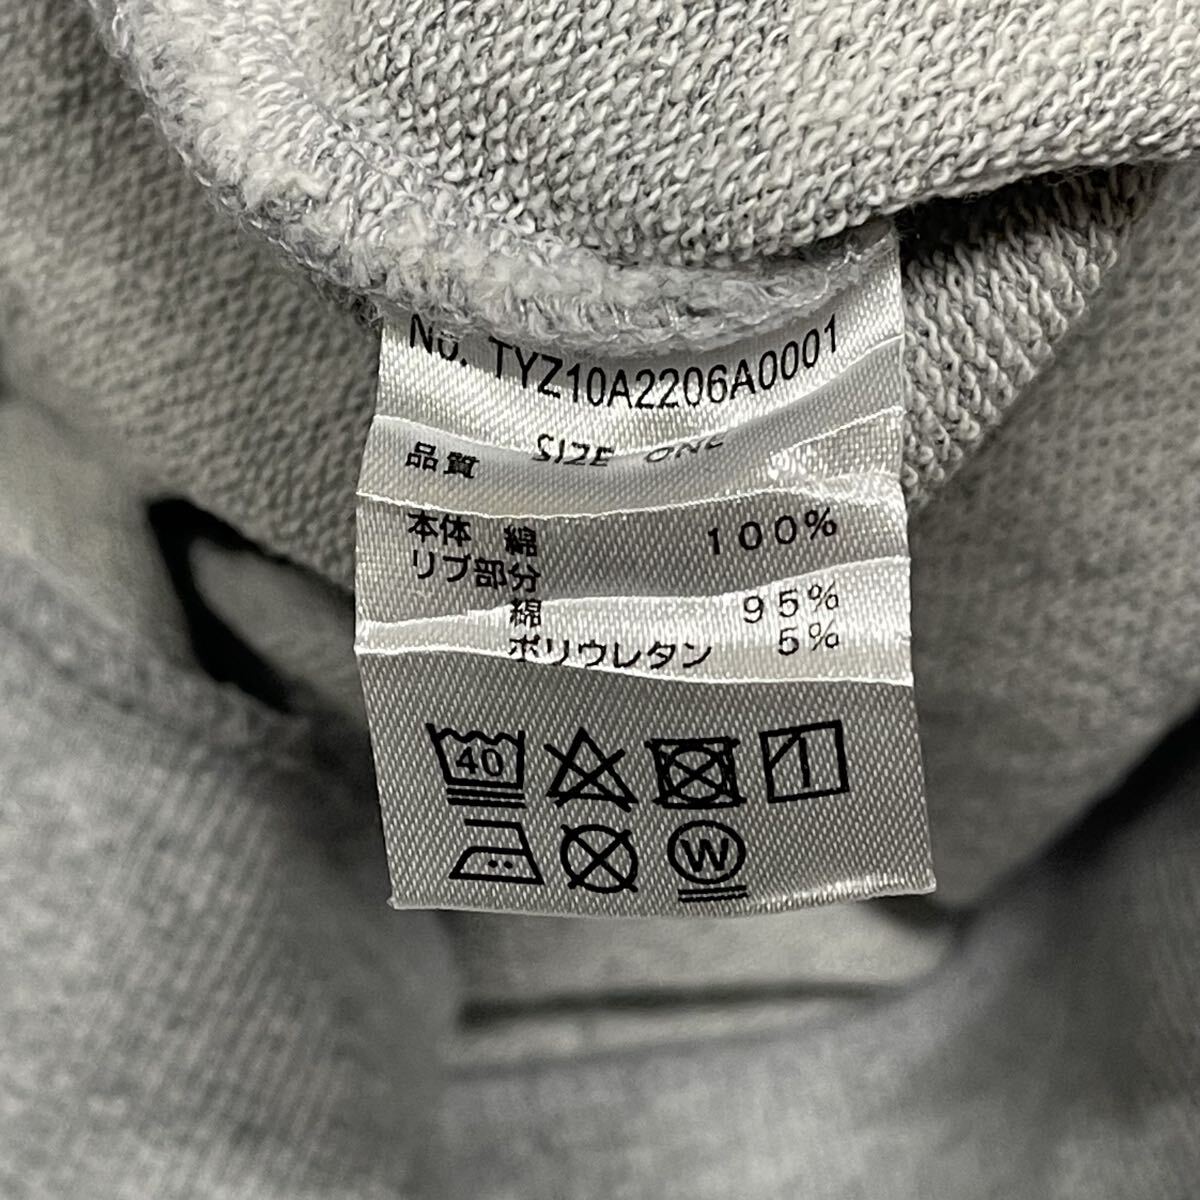 No. TYZ10A2206A0001
品質 SIZE ONE
本体 綿 100%
リブ部分
綿 95%
ポリウレタン 5%
40
W